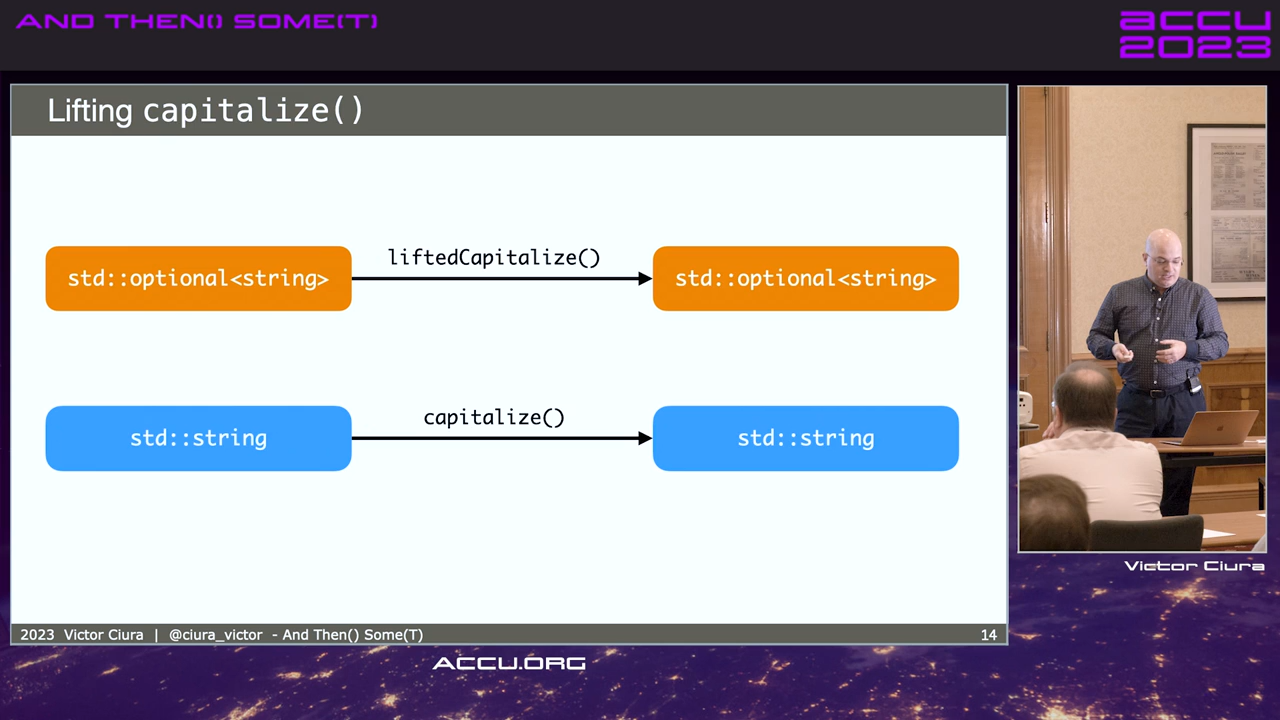 AND THEN() SOME(T)
ACCU
2023
Lifting capitalize()
liftedCapitalize()
std::optional<string>
std::optional<string>
capitalize()
std::string
std::string
2023 Victor Ciura | @ciura_victor - And Then() Some(T)
14
Victor Ciura
ACCU.ORG